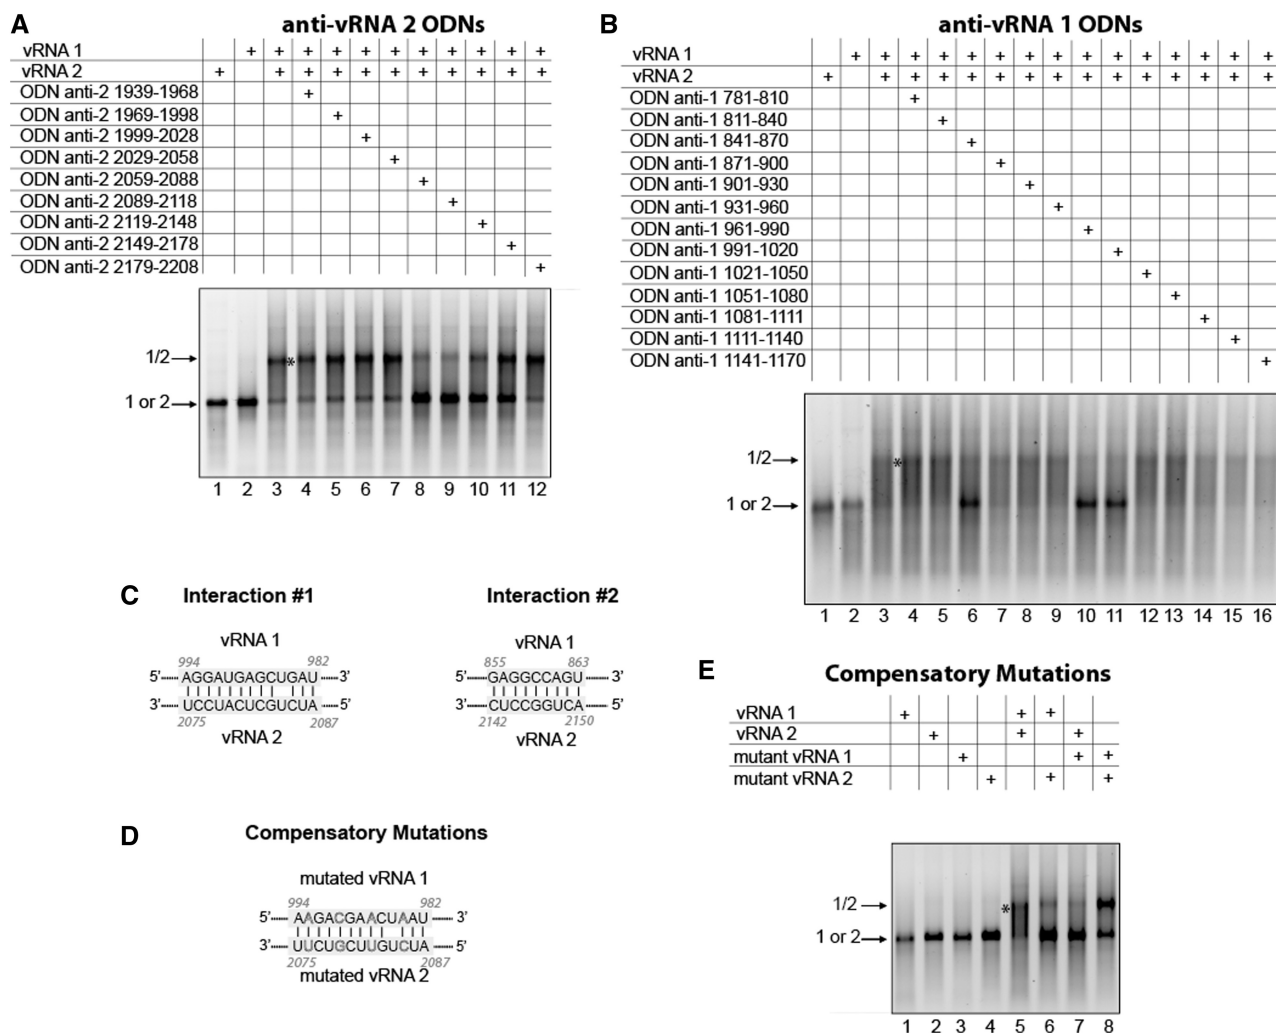 A
anti-vRNA 2 ODNs
vRNA 1 + + + + + + + + + + +
vRNA 2 + + + + + + + + + + +
ODN anti-2 1939-1968 +
ODN anti-2 1969-1998 +
ODN anti-2 1999-2028 +
ODN anti-2 2029-2058 +
ODN anti-2 2059-2088 +
ODN anti-2 2089-2118 +
ODN anti-2 2119-2148 +
ODN anti-2 2149-2178 +
ODN anti-2 2179-2208 +
1/2 *
1 or 2
1 2 3 4 5 6 7 8 9 10 11 12
B
anti-vRNA 1 ODNs
vRNA 1 + + + + + + + + + + + + + + +
vRNA 2 + + + + + + + + + + + + + + +
ODN anti-1 781-810 +
ODN anti-1 811-840 +
ODN anti-1 841-870 +
ODN anti-1 871-900 +
ODN anti-1 901-930 +
ODN anti-1 931-960 +
ODN anti-1 961-990 +
ODN anti-1 991-1020 +
ODN anti-1 1021-1050 +
ODN anti-1 1051-1080 +
ODN anti-1 1081-1111 +
ODN anti-1 1111-1140 +
ODN anti-1 1141-1170 +
1/2 *
1 or 2
1 2 3 4 5 6 7 8 9 10 11 12 13 14 15 16
C
Interaction #1
vRNA 1
994 982
5' AGGAUGAGCUGAU 3'
3' UCCUACUCGUCUA 5'
2075 2087
vRNA 2
Interaction #2
vRNA 1
855 863
5' GAGGCCAGU 3'
3' CUCCGGUCA 5'
2142 2150
vRNA 2
D
Compensatory Mutations
mutated vRNA 1
994 982
5' AAGACGAACUAAU 3'
3' UUCUGCUUGUCUA 5'
2075 2087
mutated vRNA 2
E
Compensatory Mutations
vRNA 1 + + +
vRNA 2 + + +
mutant vRNA 1 + + +
mutant vRNA 2 + + +
1/2 *
1 or 2
1 2 3 4 5 6 7 8